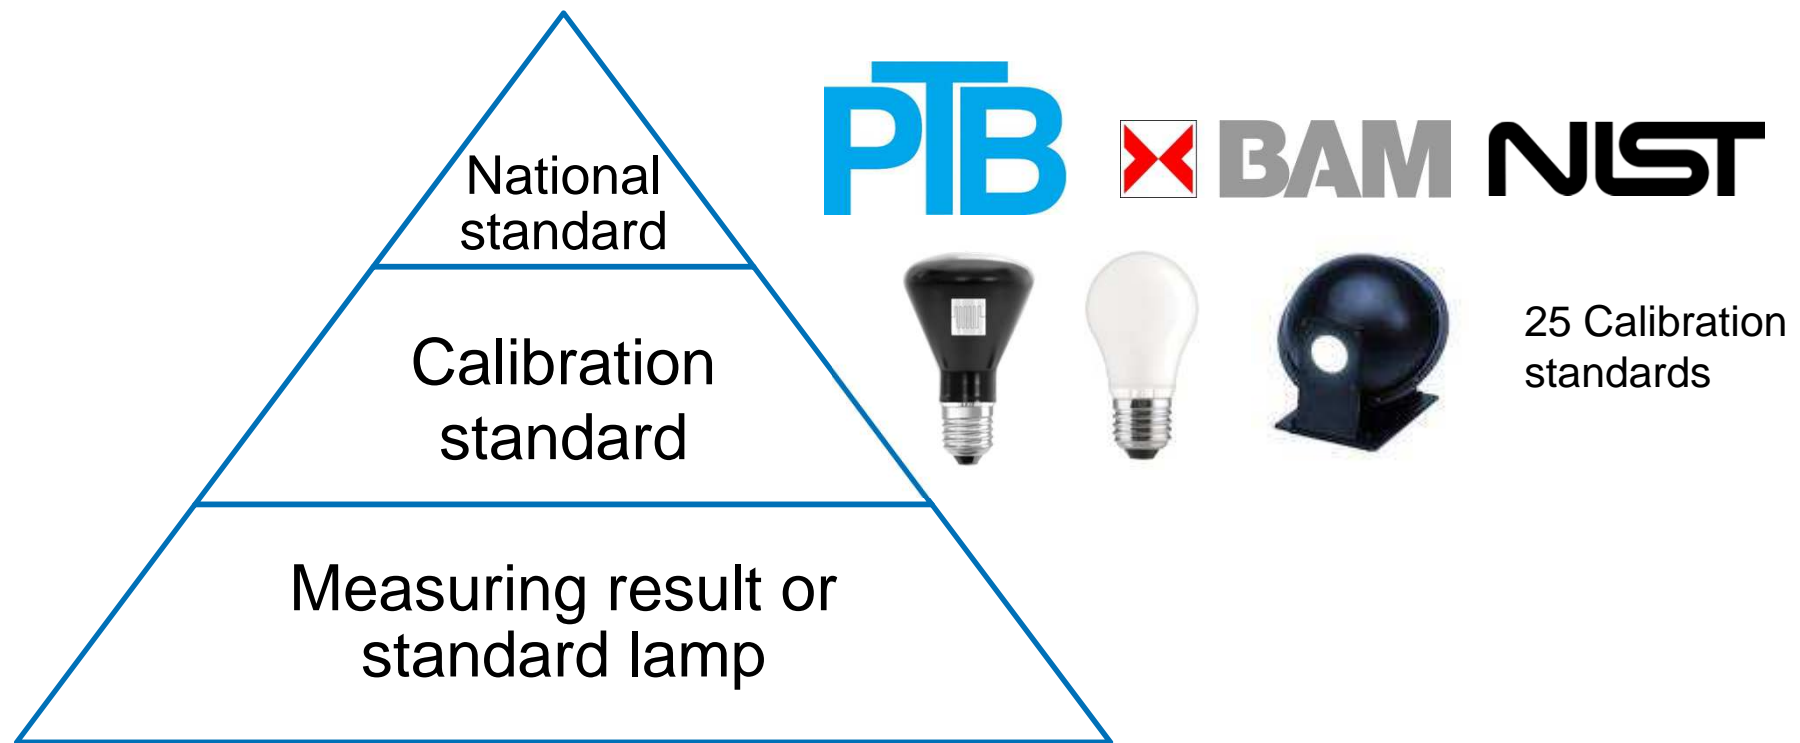 PTB
BAM NIST
National
standard
25 Calibration
standards
Calibration
standard
Measuring result or
standard lamp